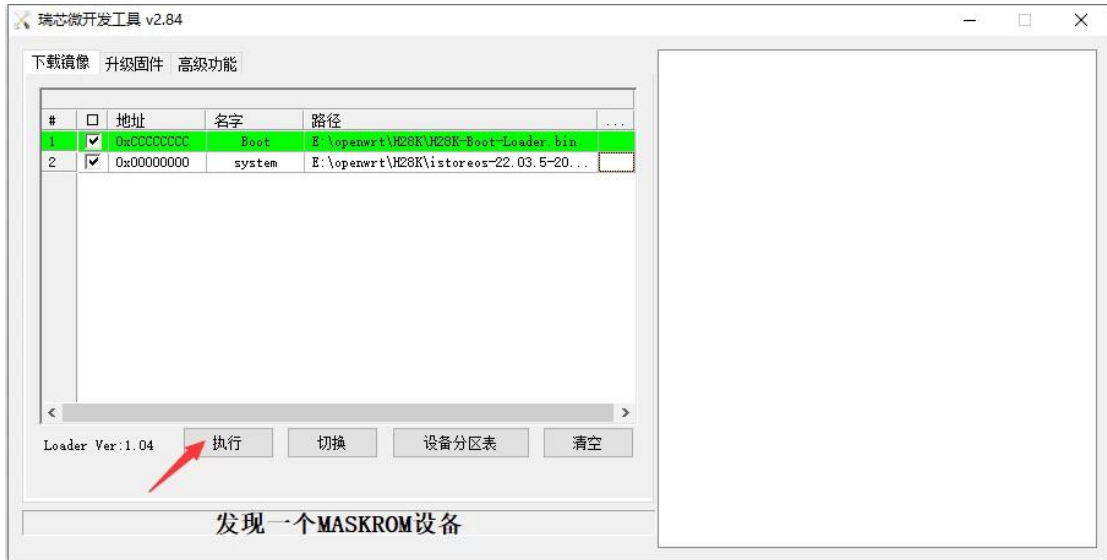 瑞芯微开发工具 v2.84
下载镜像 升级固件 高级功能
# 地址 名字 路径 ...
1 0xCCCCCCCC Boot E:\openwrt\H28K\H28K-Boot-Loader.bin
2 0x00000000 system E:\openwrt\H28K\istoreos-22.03.5-20...
Loader Ver:1.04 执行 切换 设备分区表 清空
发现一个MASKROM设备